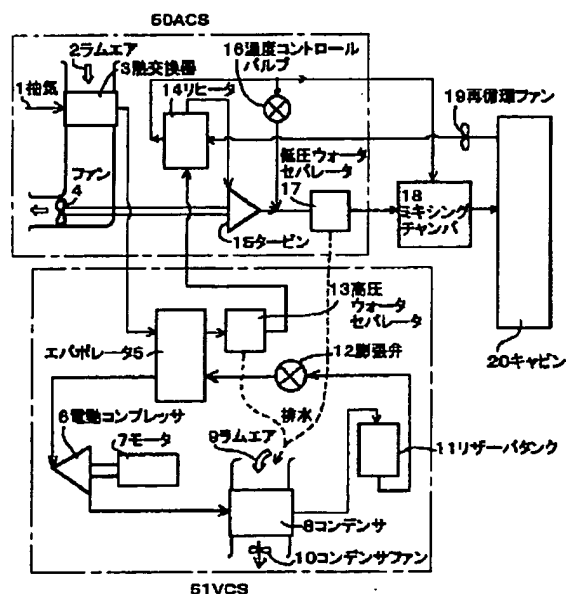 50ACS
2ラムエア
3熱交換器
1抽気
14リヒータ
16温度コントロール
バルブ
19再循環ファン
ファン
4
低圧ウォータ
セパレータ
17
18
ミキシング
チャンバ
15タービン
13高圧
ウォータ
セパレータ
エバポレータ5
12膨張弁
20キャビン
6電動コンプレッサ
7モータ
排水
9ラムエア
11リザーバタンク
8コンデンサ
10コンデンサファン
51VCS